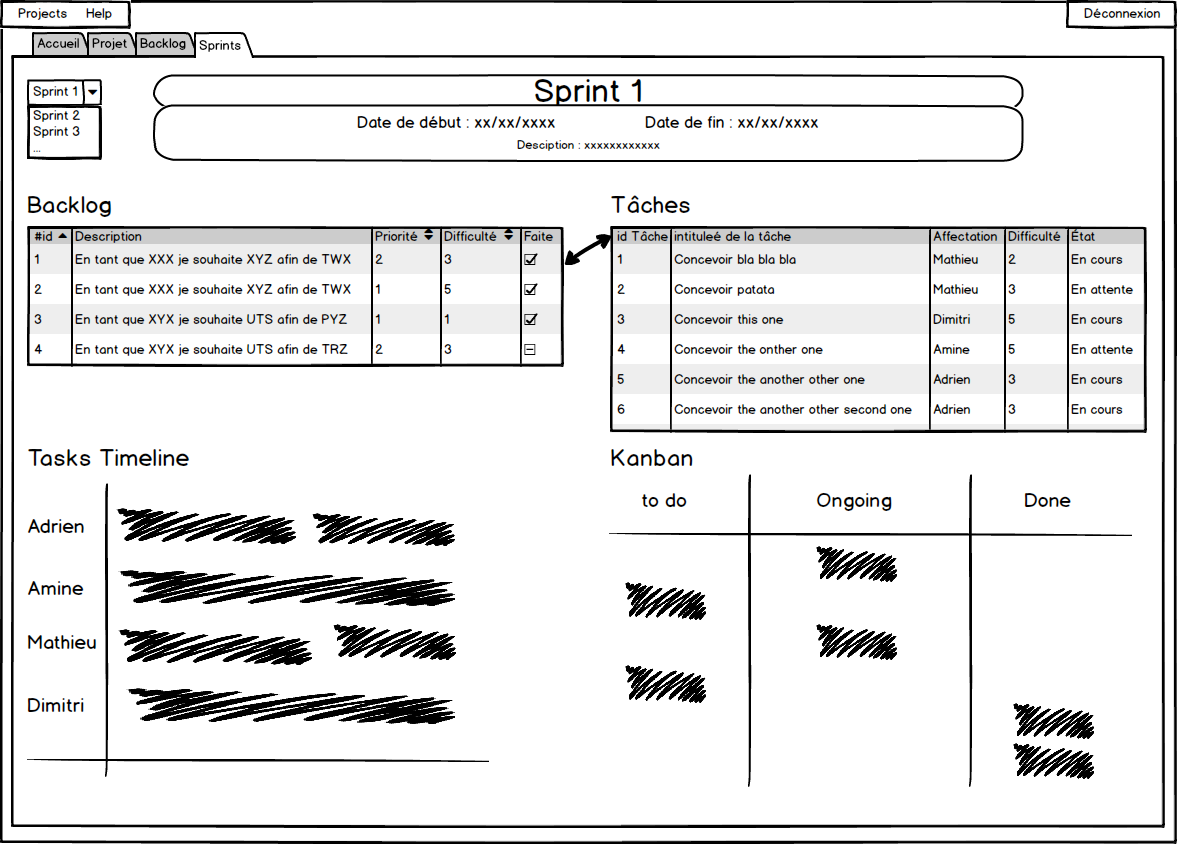 Projects Help
Déconnexion
Accueil Projet Backlog Sprints
Sprint 1
Sprint 2
Sprint 3
...
Sprint 1
Date de début : xx/xx/xxxx Date de fin : xx/xx/xxxx
Desciption : xxxxxxxxxxxx
Backlog
#id Description Priorité Difficulté Faite
1 En tant que XXX je souhaite XYZ afin de TWX 2 3
2 En tant que XXX je souhaite XYZ afin de TWX 1 5
3 En tant que XYX je souhaite UTS afin de PYZ 1 1
4 En tant que XYX je souhaite UTS afin de TRZ 2 3
Tâches
id Tâche intituleé de la tâche Affectation Difficulté État
1 Concevoir bla bla bla Mathieu 2 En cours
2 Concevoir patata Mathieu 3 En attente
3 Concevoir this one Dimitri 5 En cours
4 Concevoir the onther one Amine 5 En attente
5 Concevoir the another other one Adrien 3 En cours
6 Concevoir the another other second one Adrien 3 En cours
Tasks Timeline
Adrien
Amine
Mathieu
Dimitri
Kanban
to do Ongoing Done